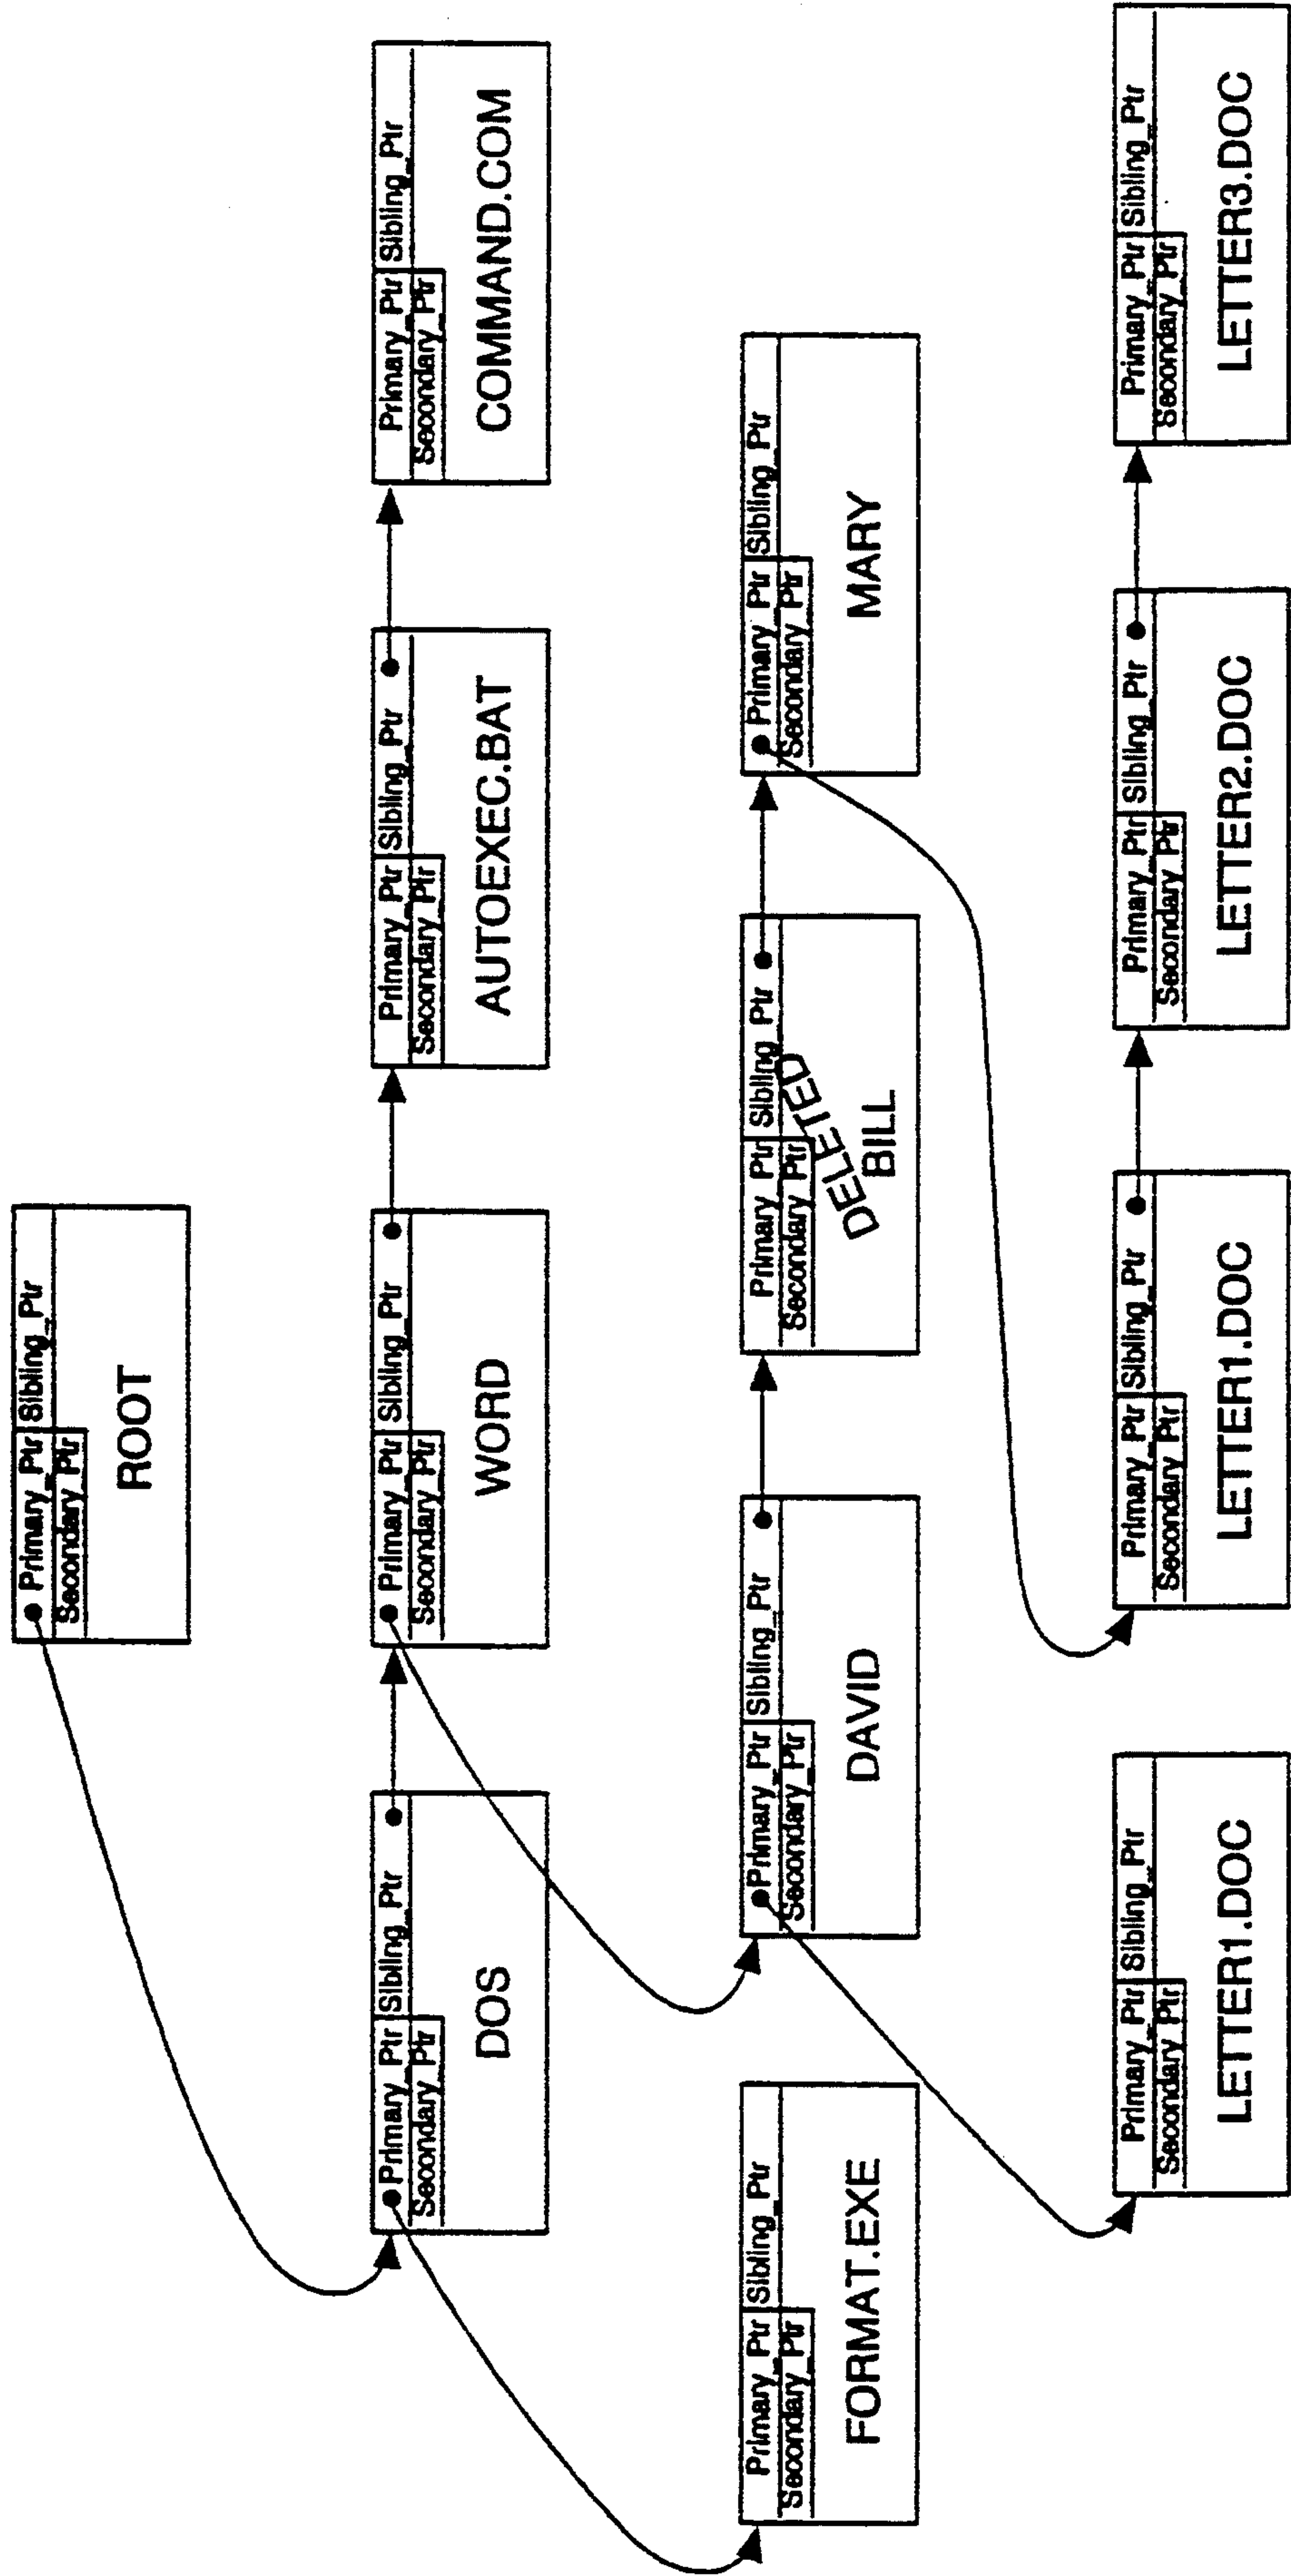 Primary_Ptr Sibling_Ptr
Secondary_Ptr
ROOT
Primary_Ptr Sibling_Ptr
Secondary_Ptr
DOS
Primary_Ptr Sibling_Ptr
Secondary_Ptr
WORD
Primary_Ptr Sibling_Ptr
Secondary_Ptr
AUTOEXEC.BAT
Primary_Ptr Sibling_Ptr
Secondary_Ptr
COMMAND.COM
Primary_Ptr Sibling_Ptr
Secondary_Ptr
FORMAT.EXE
Primary_Ptr Sibling_Ptr
Secondary_Ptr
DAVID
Primary_Ptr Sibling_Ptr
Secondary_Ptr
DELETED
BILL
Primary_Ptr Sibling_Ptr
Secondary_Ptr
MARY
Primary_Ptr Sibling_Ptr
Secondary_Ptr
LETTER1.DOC
Primary_Ptr Sibling_Ptr
Secondary_Ptr
LETTER1.DOC
Primary_Ptr Sibling_Ptr
Secondary_Ptr
LETTER2.DOC
Primary_Ptr Sibling_Ptr
Secondary_Ptr
LETTER3.DOC